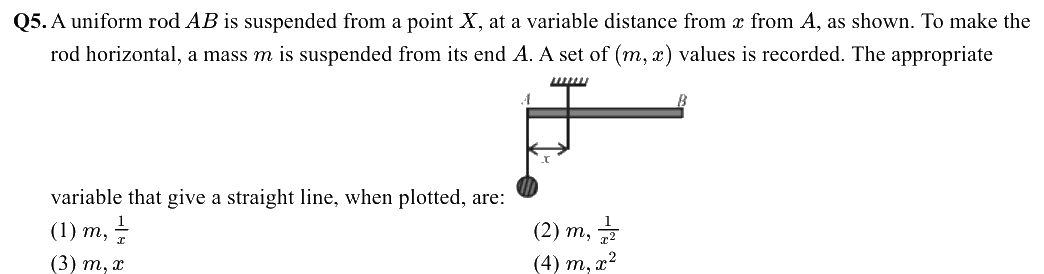 Q5. A uniform rod AB is suspended from a point X, at a variable distance from x from A, as shown. To make the
rod horizontal, a mass m is suspended from its end A. A set of (m, x) values is recorded. The appropriate
A B
x
variable that give a straight line, when plotted, are:
(1) m, 1/x (2) m, 1/x²
(3) m, x (4) m, x²